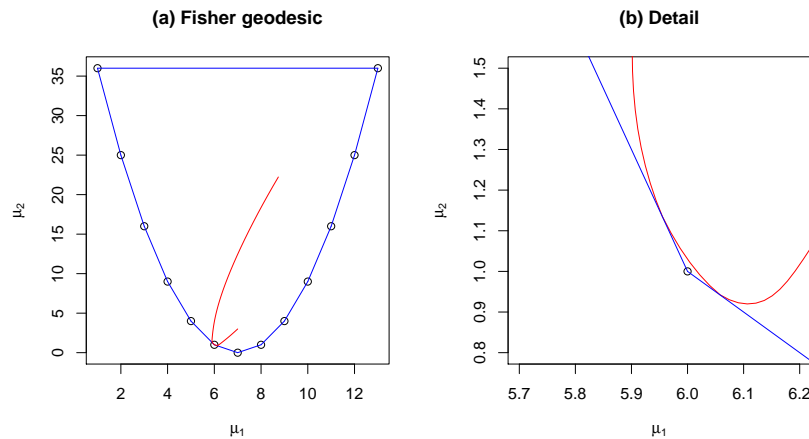 (a) Fisher geodesic
μ2
35
30
25
20
15
10
5
0
2 4 6 8 10 12
μ1
(b) Detail
μ2
1.5
1.4
1.3
1.2
1.1
1.0
0.9
0.8
5.7 5.8 5.9 6.0 6.1 6.2
μ1